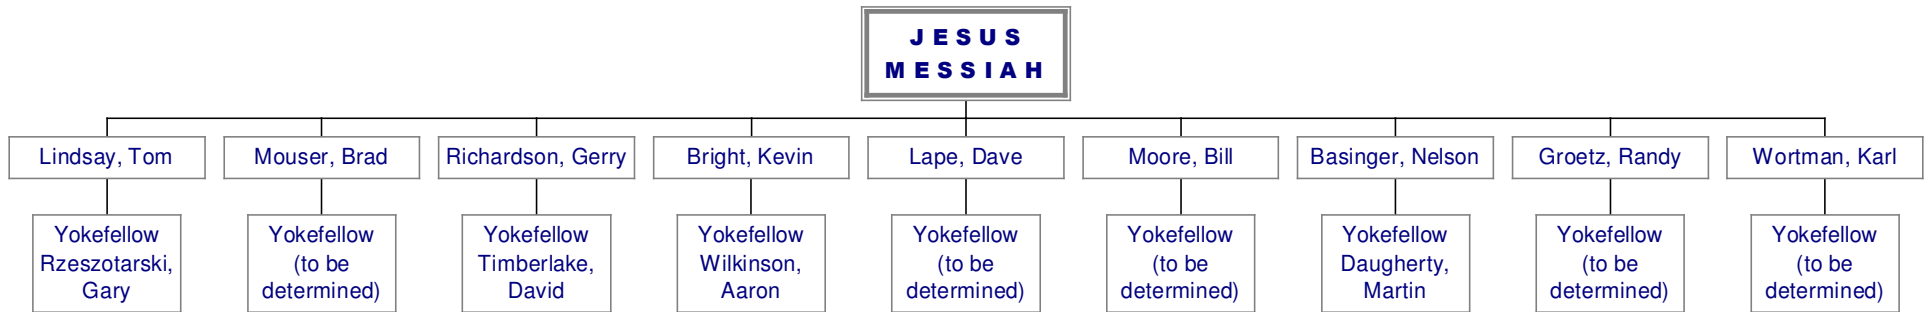 JESUS
MESSIAH
Lindsay, Tom
Mouser, Brad
Richardson, Gerry
Bright, Kevin
Lape, Dave
Moore, Bill
Basinger, Nelson
Groetz, Randy
Wortman, Karl
Yokefellow
Rzeszotarski,
Gary
Yokefellow
(to be
determined)
Yokefellow
Timberlake,
David
Yokefellow
Wilkinson,
Aaron
Yokefellow
(to be
determined)
Yokefellow
(to be
determined)
Yokefellow
Daugherty,
Martin
Yokefellow
(to be
determined)
Yokefellow
(to be
determined)